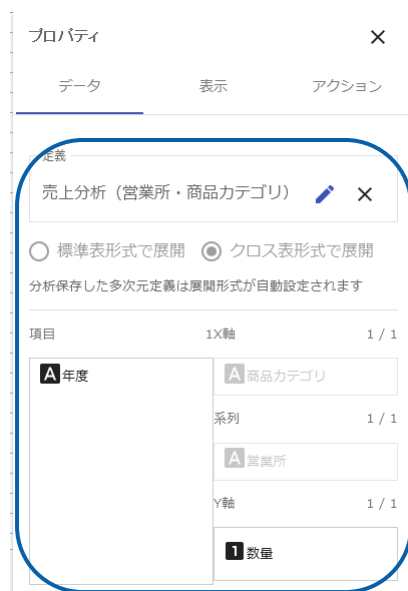 プロパティ
データ 表示 アクション
定義
売上分析（営業所・商品カテゴリ）
標準表形式で展開 クロス表形式で展開
分析保存した多次元定義は展開形式が自動設定されます
項目 1X軸 1 / 1
A 年度 A 商品カテゴリ
系列 1 / 1
A 営業所
Y軸 1 / 1
1 数量